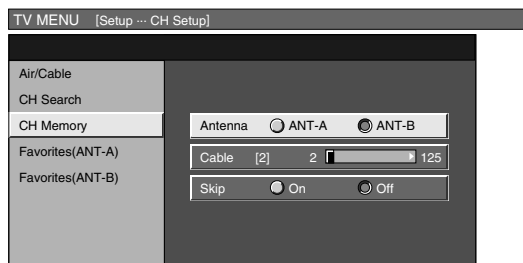 TV MENU [Setup ··· CH Setup]
Air/Cable
CH Search
CH Memory
Favorites(ANT-A)
Favorites(ANT-B)
Antenna ANT-A ANT-B
Cable [2] 2 125
Skip On Off